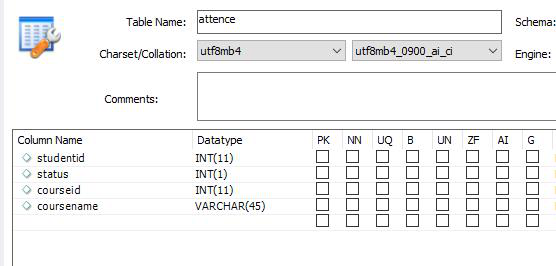 Table Name: attence Schema:
Charset/Collation: utf8mb4 utf8mb4_0900_ai_ci Engine:
Comments:
Column Name Datatype PK NN UQ B UN ZF AI G
studentid INT(11)
status INT(1)
courseid INT(11)
coursename VARCHAR(45)